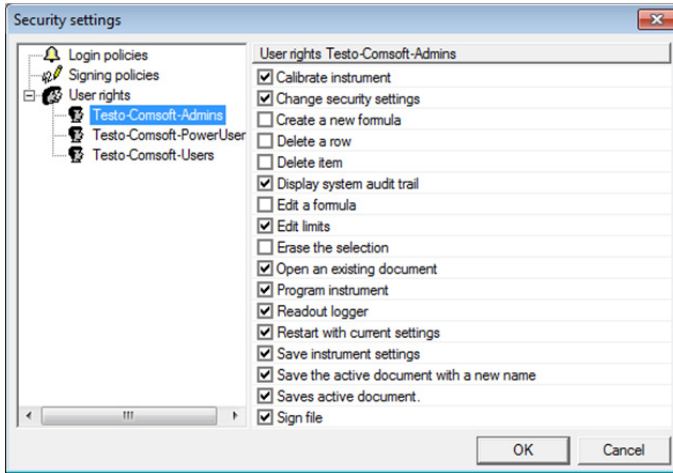 Security settings
Login policies
Signing policies
User rights
Testo-Comsoft-Admins
Testo-Comsoft-PowerUser
Testo-Comsoft-Users
User rights Testo-Comsoft-Admins
Calibrate instrument
Change security settings
Create a new formula
Delete a row
Delete item
Display system audit trail
Edit a formula
Edit limits
Erase the selection
Open an existing document
Program instrument
Readout logger
Restart with current settings
Save instrument settings
Save the active document with a new name
Saves active document.
Sign file
OK
Cancel